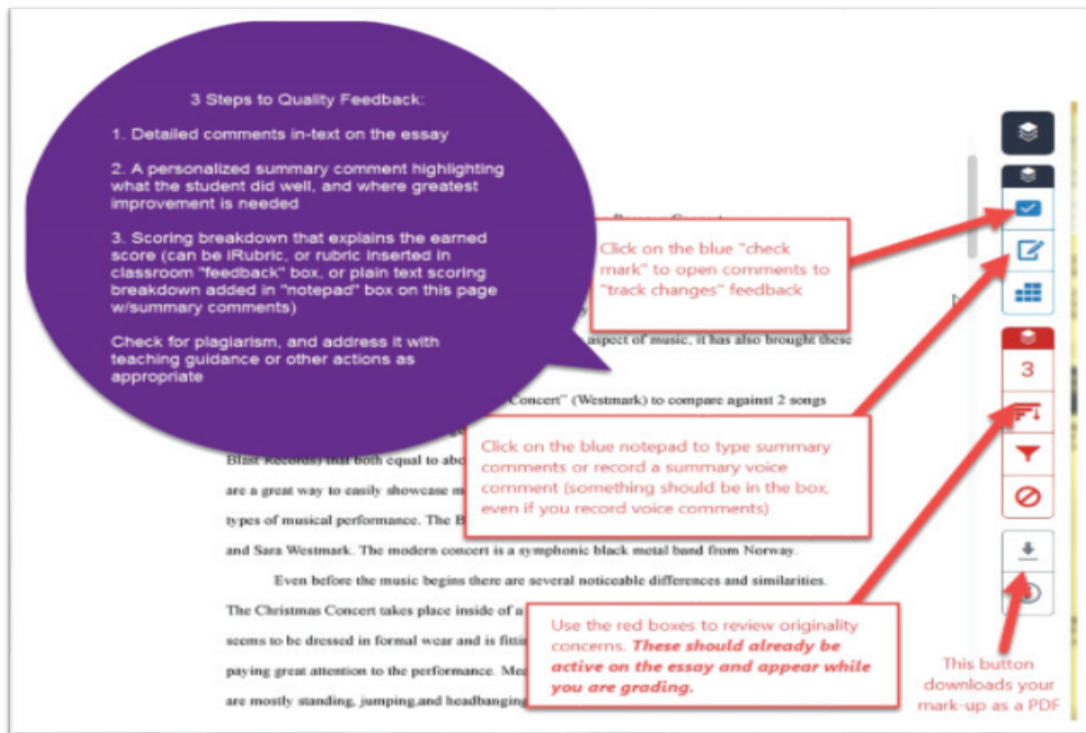 3 Steps to Quality Feedback:
1. Detailed comments in-text on the essay
2. A personalized summary comment highlighting
what the student did well, and where greatest
improvement is needed
3. Scoring breakdown that explains the earned
score (can be iRubric, or rubric inserted in
classroom "feedback" box, or plain text scoring
breakdown added in "notepad" box on this page
w/summary comments)
Check for plagiarism, and address it with
teaching guidance or other actions as
appropriate
Click on the blue "check
mark" to open comments to
"track changes" feedback
3
aspect of music, it has also brought these
Concert" (Westmark) to compare against 2 songs
Click on the blue notepad to type summary
comments or record a summary voice
comment (something should be in the box,
even if you record voice comments)
Blast Records) that both equal to
are a great way to easily showcase
types of musical performance. The
and Sara Westmark. The modern concert is a symphonic black metal band from Norway.
Even before the music begins there are several noticeable differences and similarities.
The Christmas Concert takes place inside of a
seems to be dressed in formal wear and is
paying great attention to the performance.
are mostly standing, jumping,and headbanging
Use the red boxes to review originality
concerns. These should already be
active on the essay and appear while
you are grading.
This button
downloads your
mark-up as a PDF